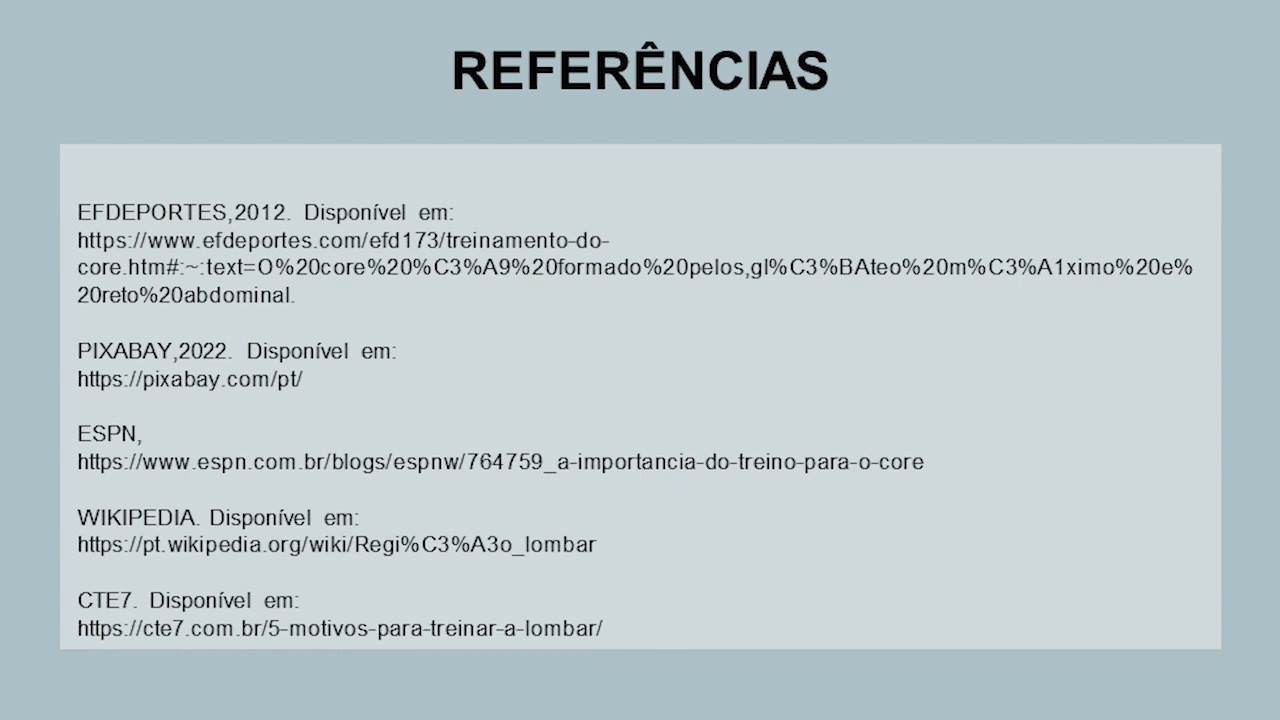 REFERÊNCIAS
EFDEPORTES,2012. Disponível em:
https://www.efdeportes.com/efd173/treinamento-do-
core.htm#:~:text=O%20core%20%C3%A9%20formado%20pelos,gl%C3%BAteo%20m%C3%A1ximo%20e%
20reto%20abdominal.
PIXABAY,2022. Disponível em:
https://pixabay.com/pt/
ESPN,
https://www.espn.com.br/blogs/espnw/764759_a-importancia-do-treino-para-o-core
WIKIPEDIA. Disponível em:
https://pt.wikipedia.org/wiki/Regi%C3%A3o_lombar
CTE7. Disponível em:
https://cte7.com.br/5-motivos-para-treinar-a-lombar/